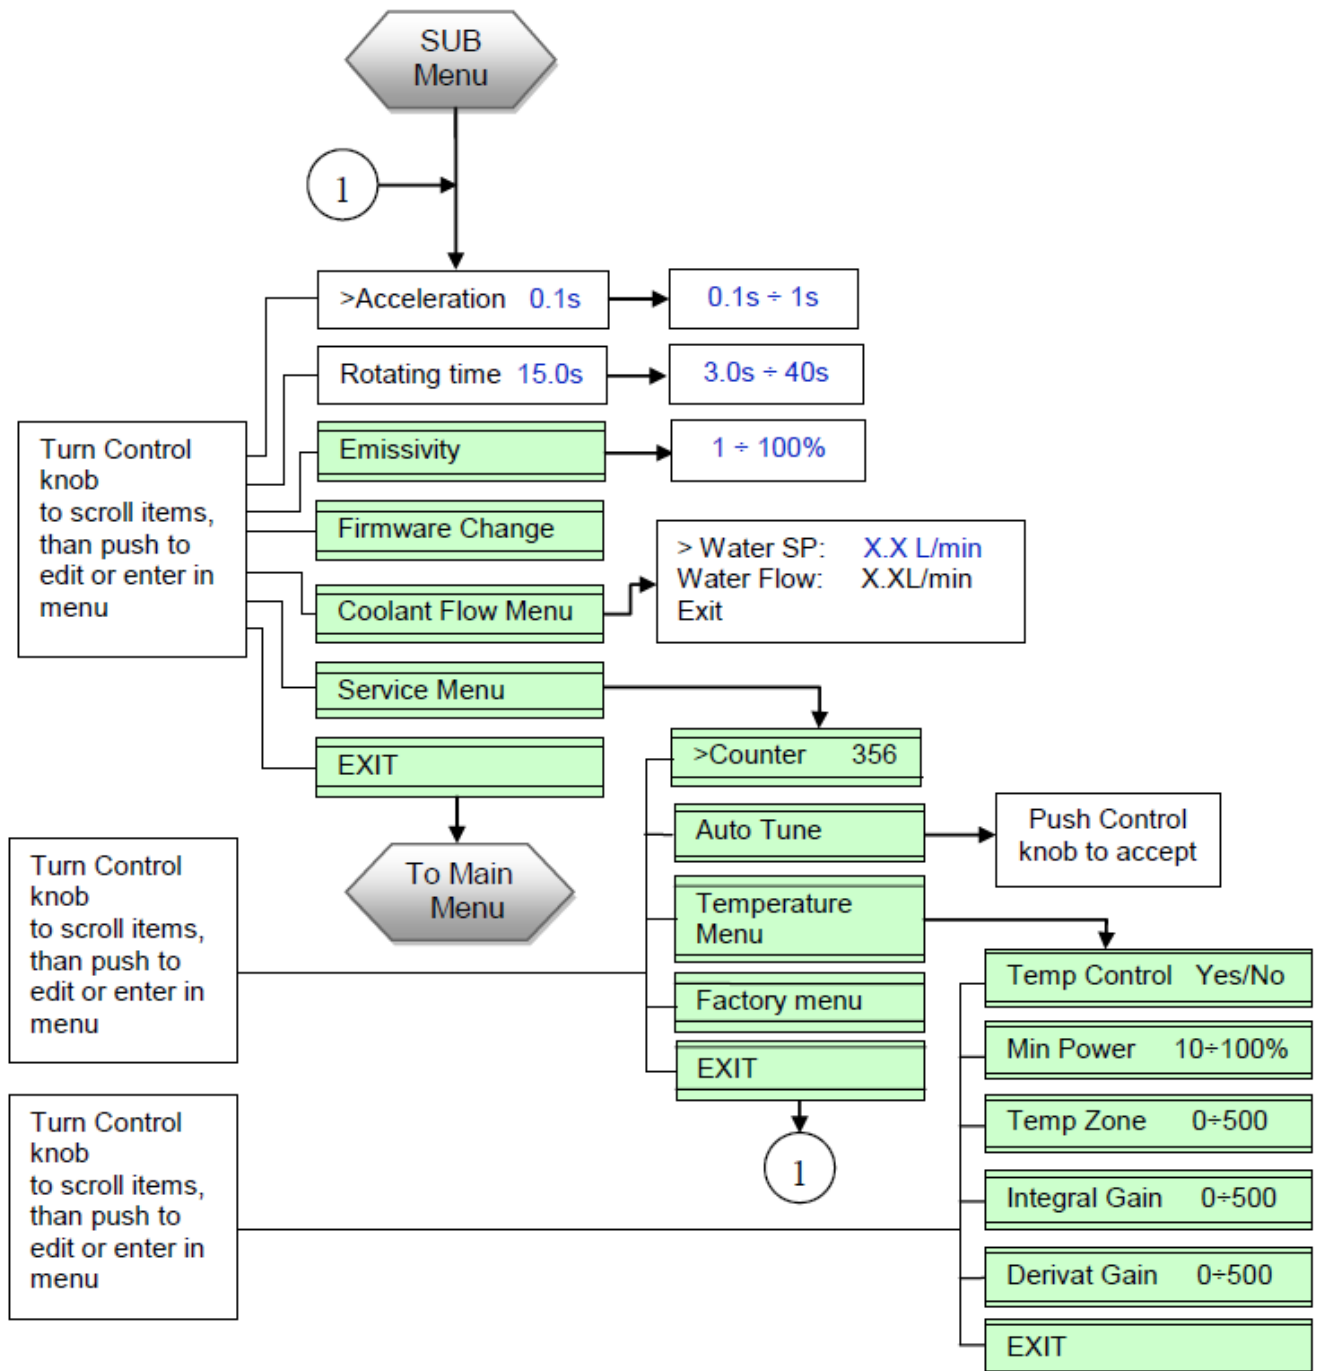 SUB
Menu
1
>Acceleration 0.1s
0.1s ÷ 1s
Rotating time 15.0s
3.0s ÷ 40s
Turn Control
knob
to scroll items,
than push to
edit or enter in
menu
Emissivity
1 ÷ 100%
Firmware Change
> Water SP: X.X L/min
Water Flow: X.XL/min
Exit
Coolant Flow Menu
Service Menu
EXIT
>Counter 356
Auto Tune
Push Control
knob to accept
To Main
Menu
Turn Control
knob
to scroll items,
than push to
edit or enter in
menu
Temperature
Menu
Factory menu
EXIT
1
Temp Control Yes/No
Min Power 10÷100%
Temp Zone 0÷500
Integral Gain 0÷500
Derivat Gain 0÷500
EXIT
Turn Control
knob
to scroll items,
than push to
edit or enter in
menu